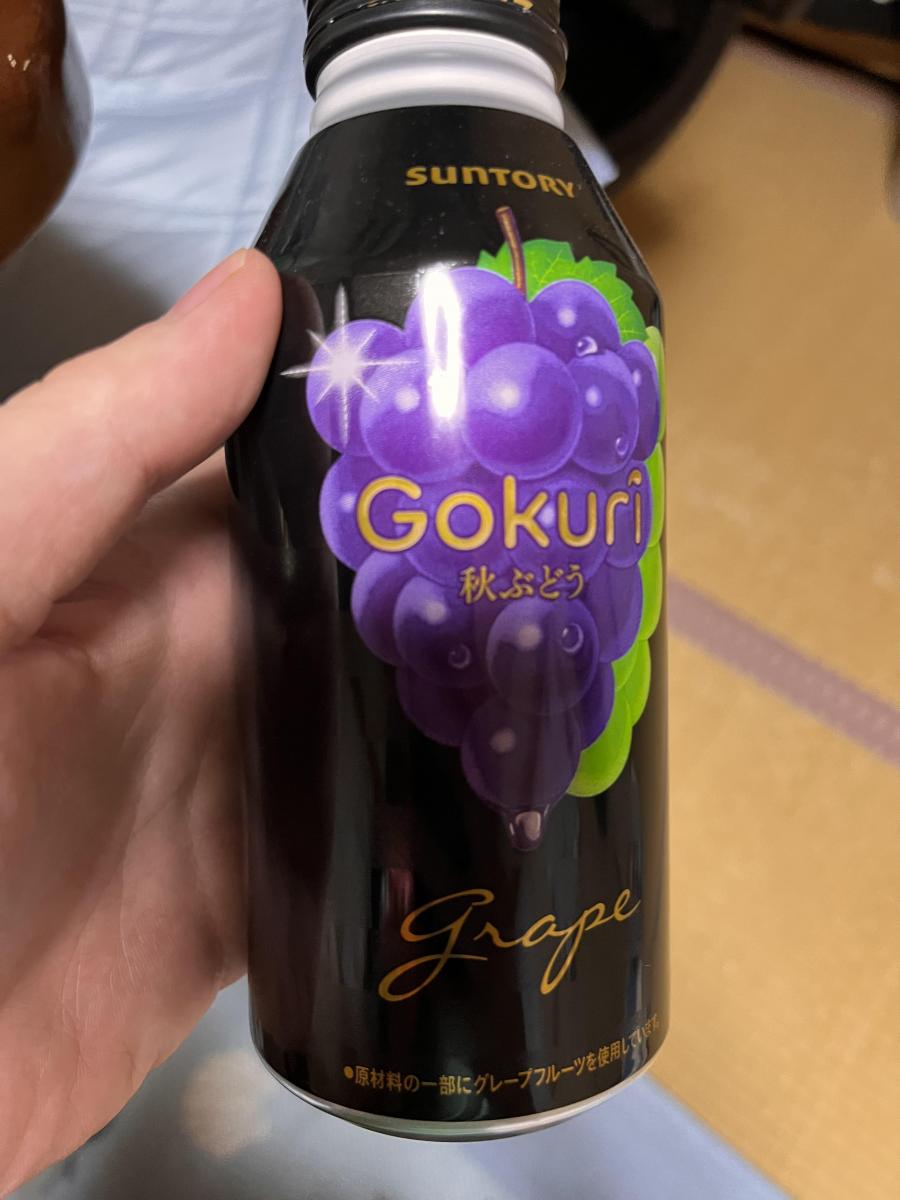 SUNTORY
Gokuri
秋ぶどう
Grape
●原材料の一部にグレープフルーツを使用しています。